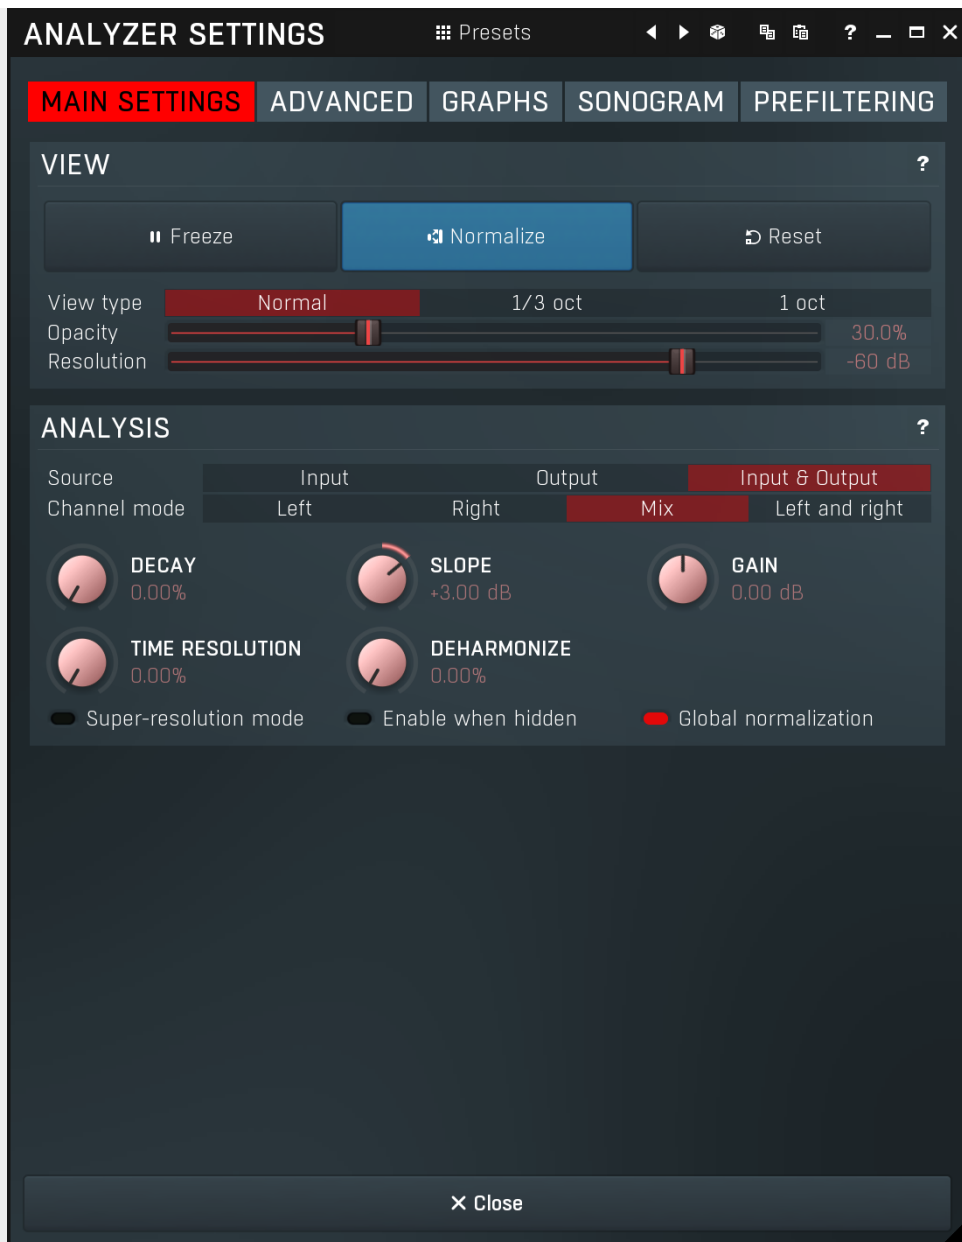 ANALYZER SETTINGS Presets ?
MAIN SETTINGS ADVANCED GRAPHS SONOGRAM PREFILTERING
VIEW ?
Freeze Normalize Reset
View type Normal 1/3 oct 1 oct
Opacity 30.0%
Resolution -60 dB
ANALYSIS ?
Source Input Output Input & Output
Channel mode Left Right Mix Left and right
DECAY SLOPE GAIN
0.00% +3.00 dB 0.00 dB
TIME RESOLUTION DEHARMONIZE
0.00% 0.00%
Super-resolution mode Enable when hidden Global normalization
Close